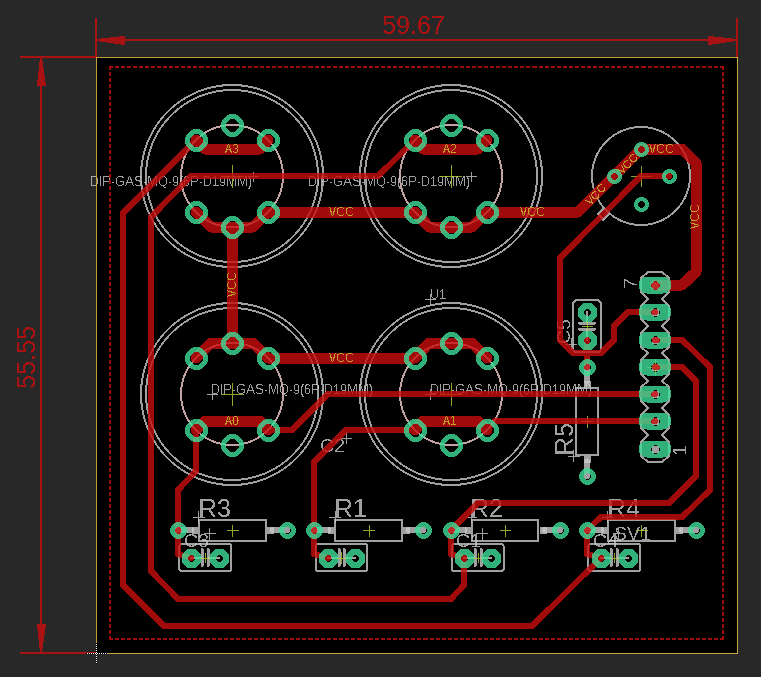 59.67
55.55
A3
A2
VCC
VCC
VCC
DIP-GAS-MQ-9(6P-D19MM)
DIP-GAS-MQ-9(6P-D19MM)
VCC
VCC
VCC
VCC
7
U1
C5
VCC
DIP-GAS-MQ-9(6P-D19MM)
DIP-GAS-MQ-9(6P-D19MM)
A0
A1
C2
R5
1
R3
R1
R2
R4
C3
C1
C4
SV1